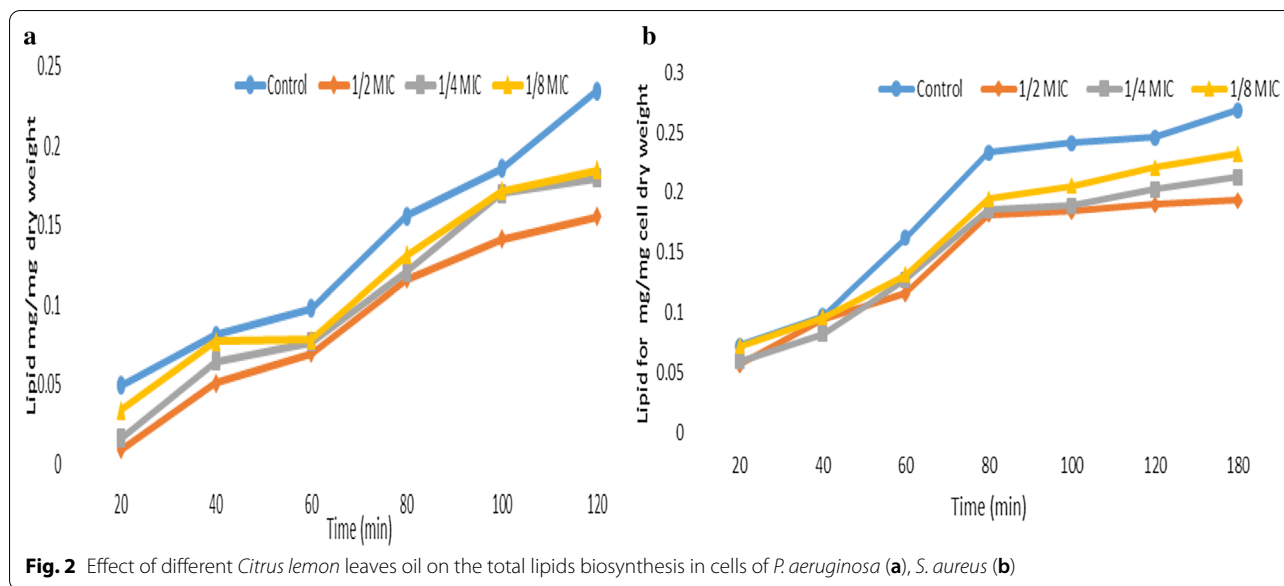 a
0.25
0.2
0.15
0.1
0.05
0
Control 1/2 MIC 1/4 MIC 1/8 MIC
Lipid mg/mg dry weight
20 40 60 80 100 120
Time (min)
b
0.3
0.25
0.2
0.15
0.1
0.05
0
Control 1/2 MIC 1/4 MIC 1/8 MIC
Lipid for mg/mg cell dry weight
20 40 60 80 100 120 180
Time (min)
Fig. 2 Effect of different Citrus lemon leaves oil on the total lipids biosynthesis in cells of P. aeruginosa (a), S. aureus (b)